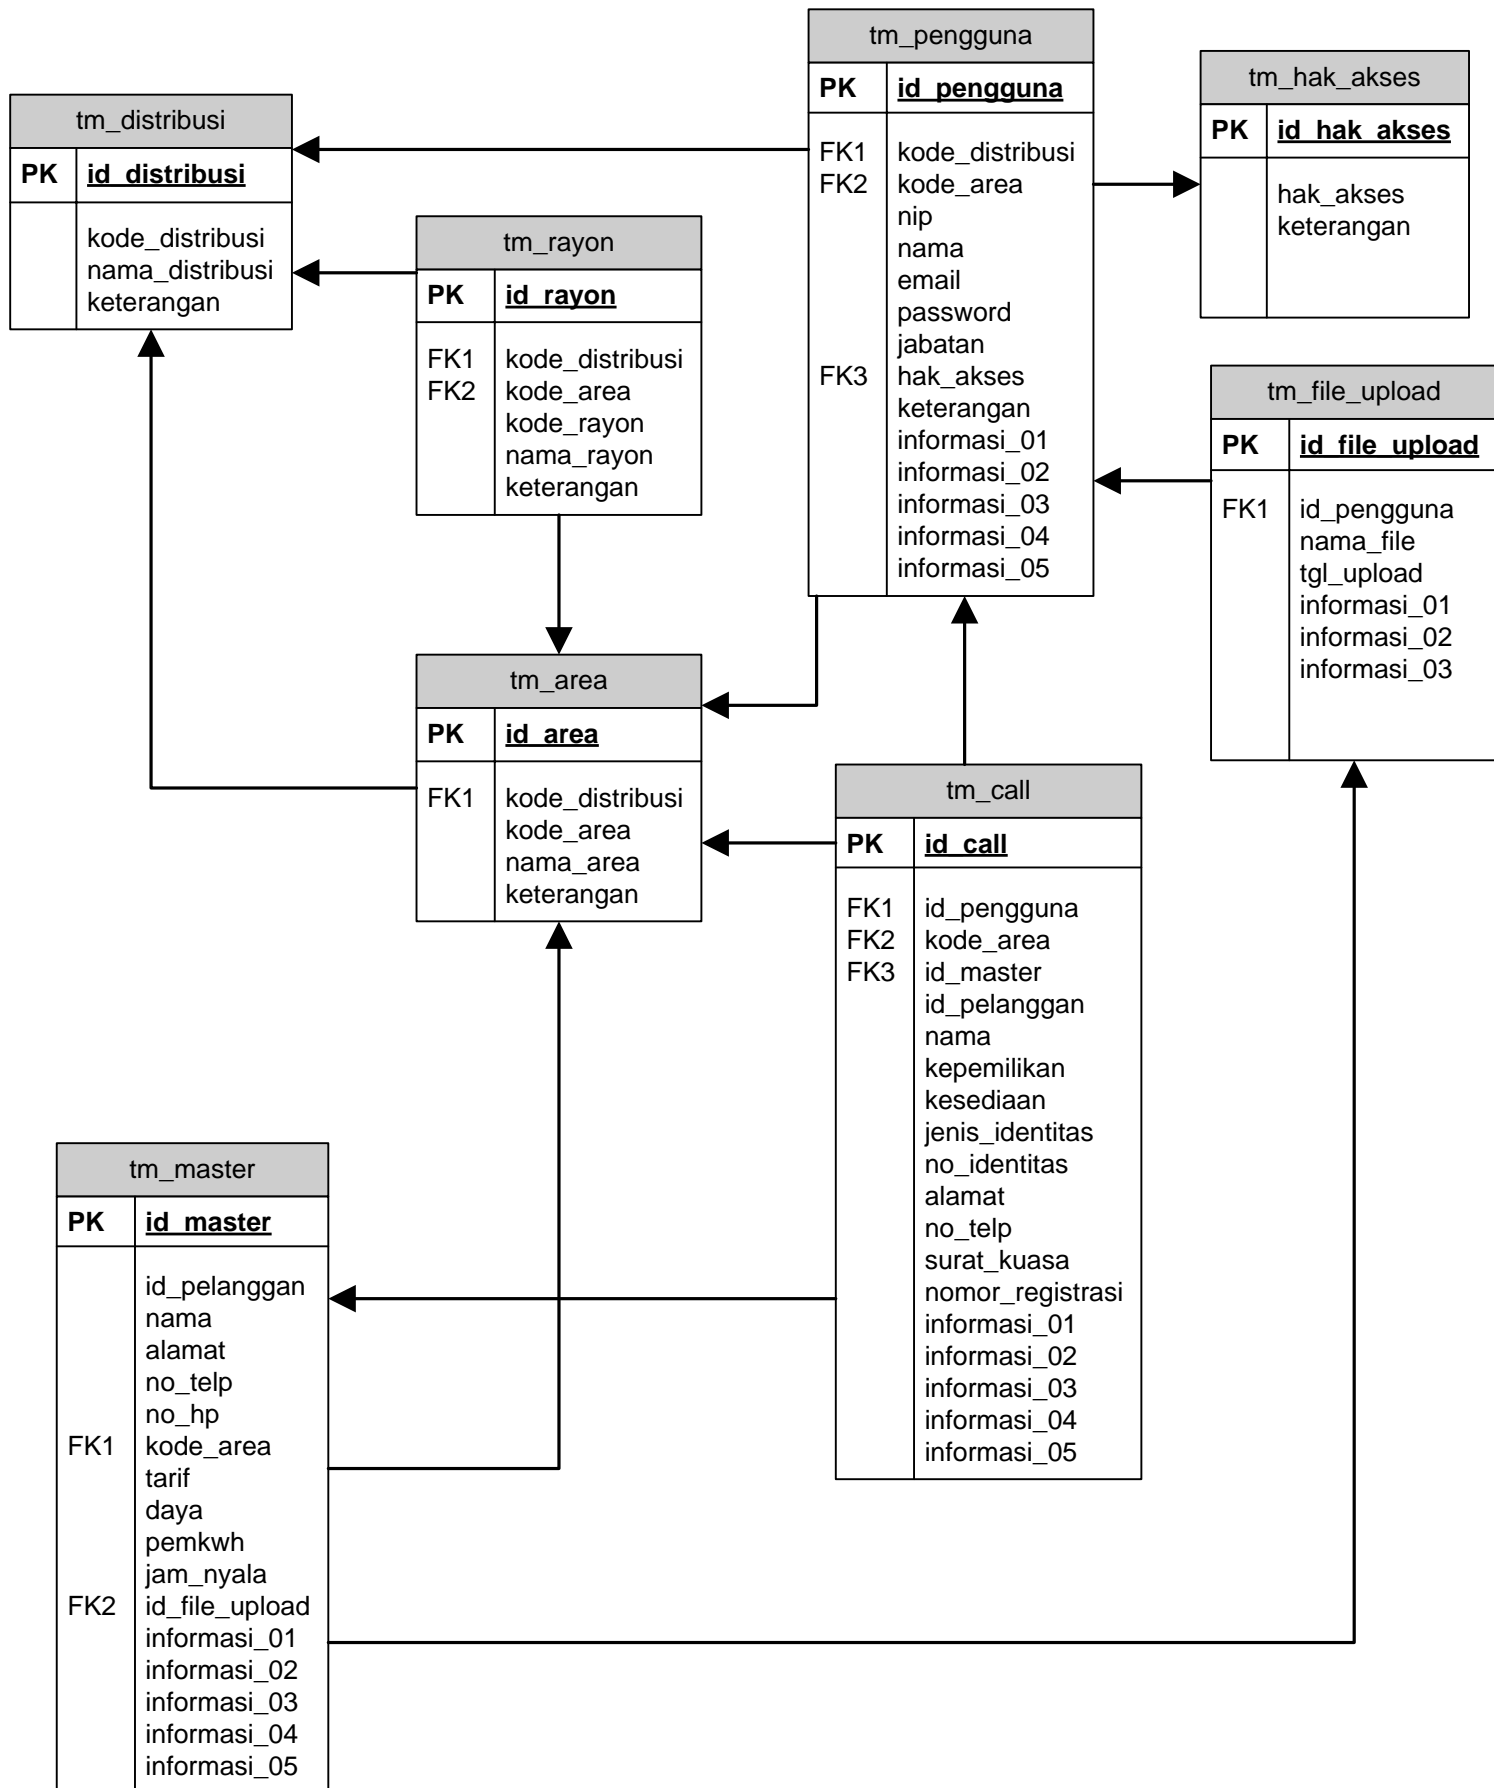 tm_pengguna
PK id_pengguna
FK1 kode_distribusi
FK2 kode_area
nip
nama
email
password
jabatan
FK3 hak_akses
keterangan
informasi_01
informasi_02
informasi_03
informasi_04
informasi_05
tm_hak_akses
PK id_hak_akses
hak_akses
keterangan
tm_distribusi
PK id_distribusi
kode_distribusi
nama_distribusi
keterangan
tm_rayon
PK id_rayon
FK1 kode_distribusi
FK2 kode_area
kode_rayon
nama_rayon
keterangan
tm_file_upload
PK id_file_upload
FK1 id_pengguna
nama_file
tgl_upload
informasi_01
informasi_02
informasi_03
tm_area
PK id_area
FK1 kode_distribusi
kode_area
nama_area
keterangan
tm_call
PK id_call
FK1 id_pengguna
FK2 kode_area
FK3 id_master
id_pelanggan
nama
kepemilikan
kesediaan
jenis_identitas
no_identitas
alamat
no_telp
surat_kuasa
nomor_registrasi
informasi_01
informasi_02
informasi_03
informasi_04
informasi_05
tm_master
PK id_master
id_pelanggan
nama
alamat
no_telp
no_hp
FK1 kode_area
tarif
daya
pemkwh
jam_nyala
FK2 id_file_upload
informasi_01
informasi_02
informasi_03
informasi_04
informasi_05